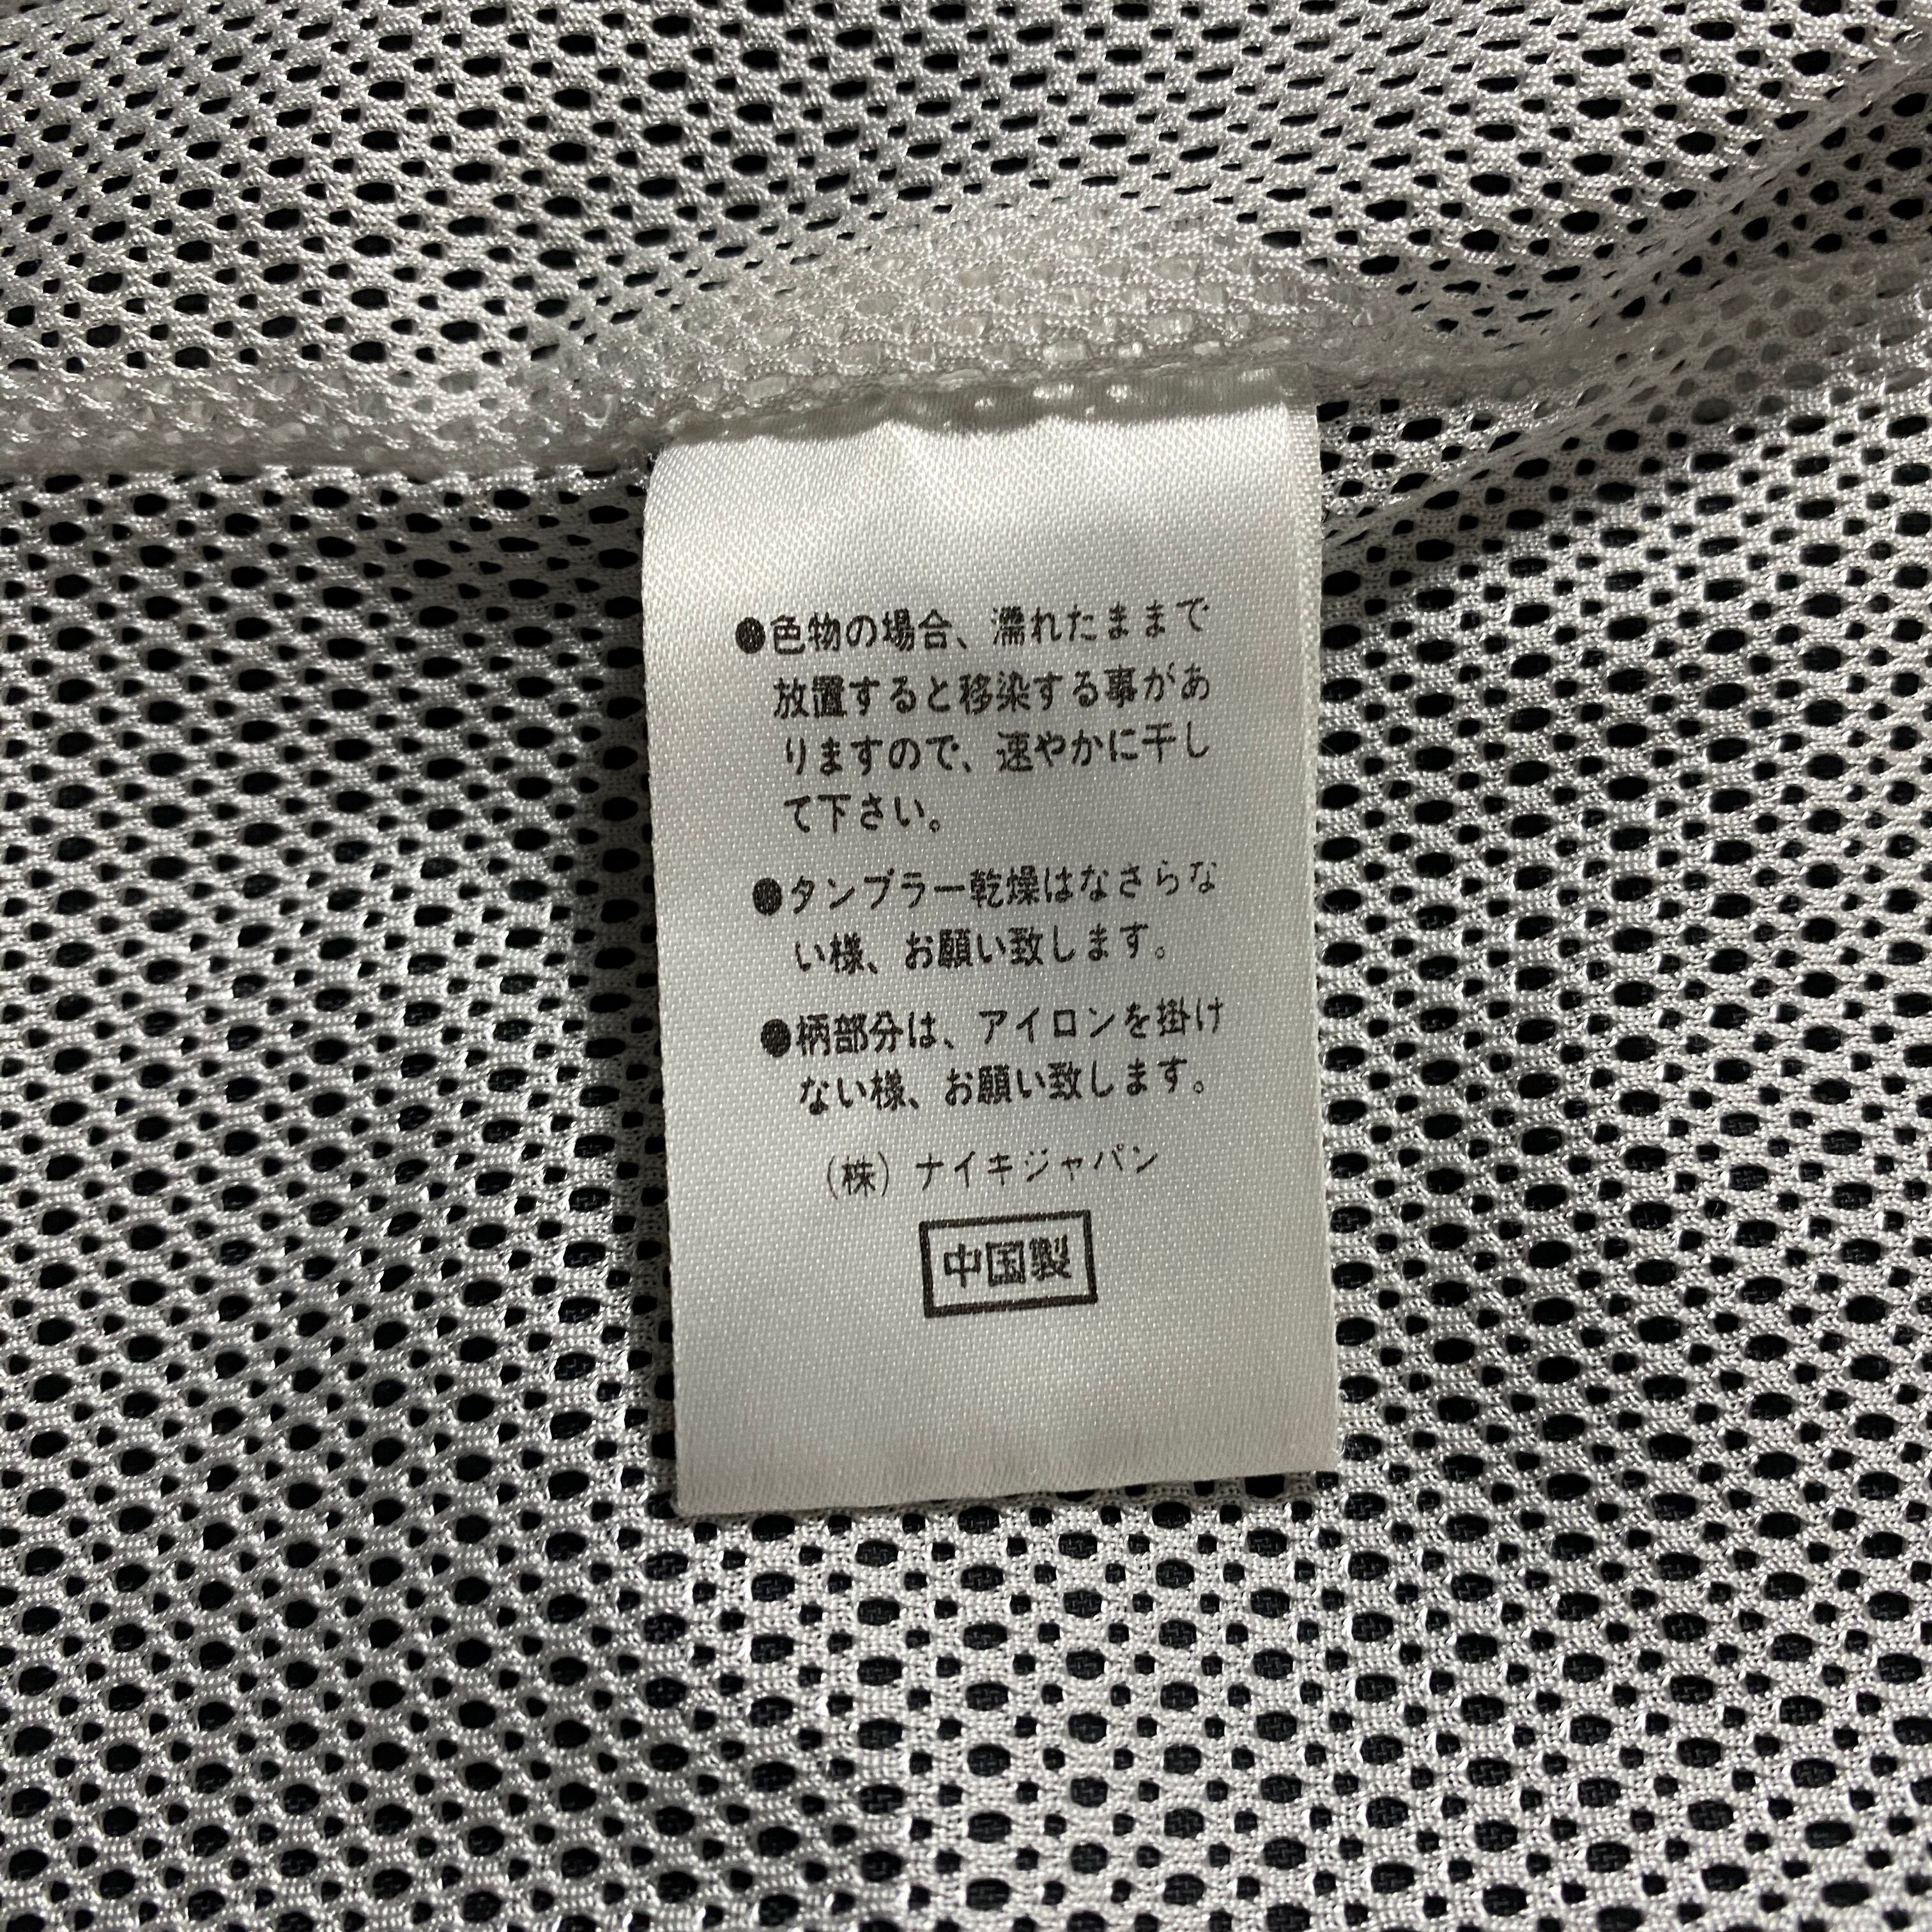 ●色物の場合、濡れたままで
放置すると移染する事があ
りますので、速やかに干し
て下さい。
●タンブラー乾燥はなさらな
い様、お願い致します。
●柄部分は、アイロンを掛け
ない様、お願い致します。
(株)ナイキジャパン
中国製